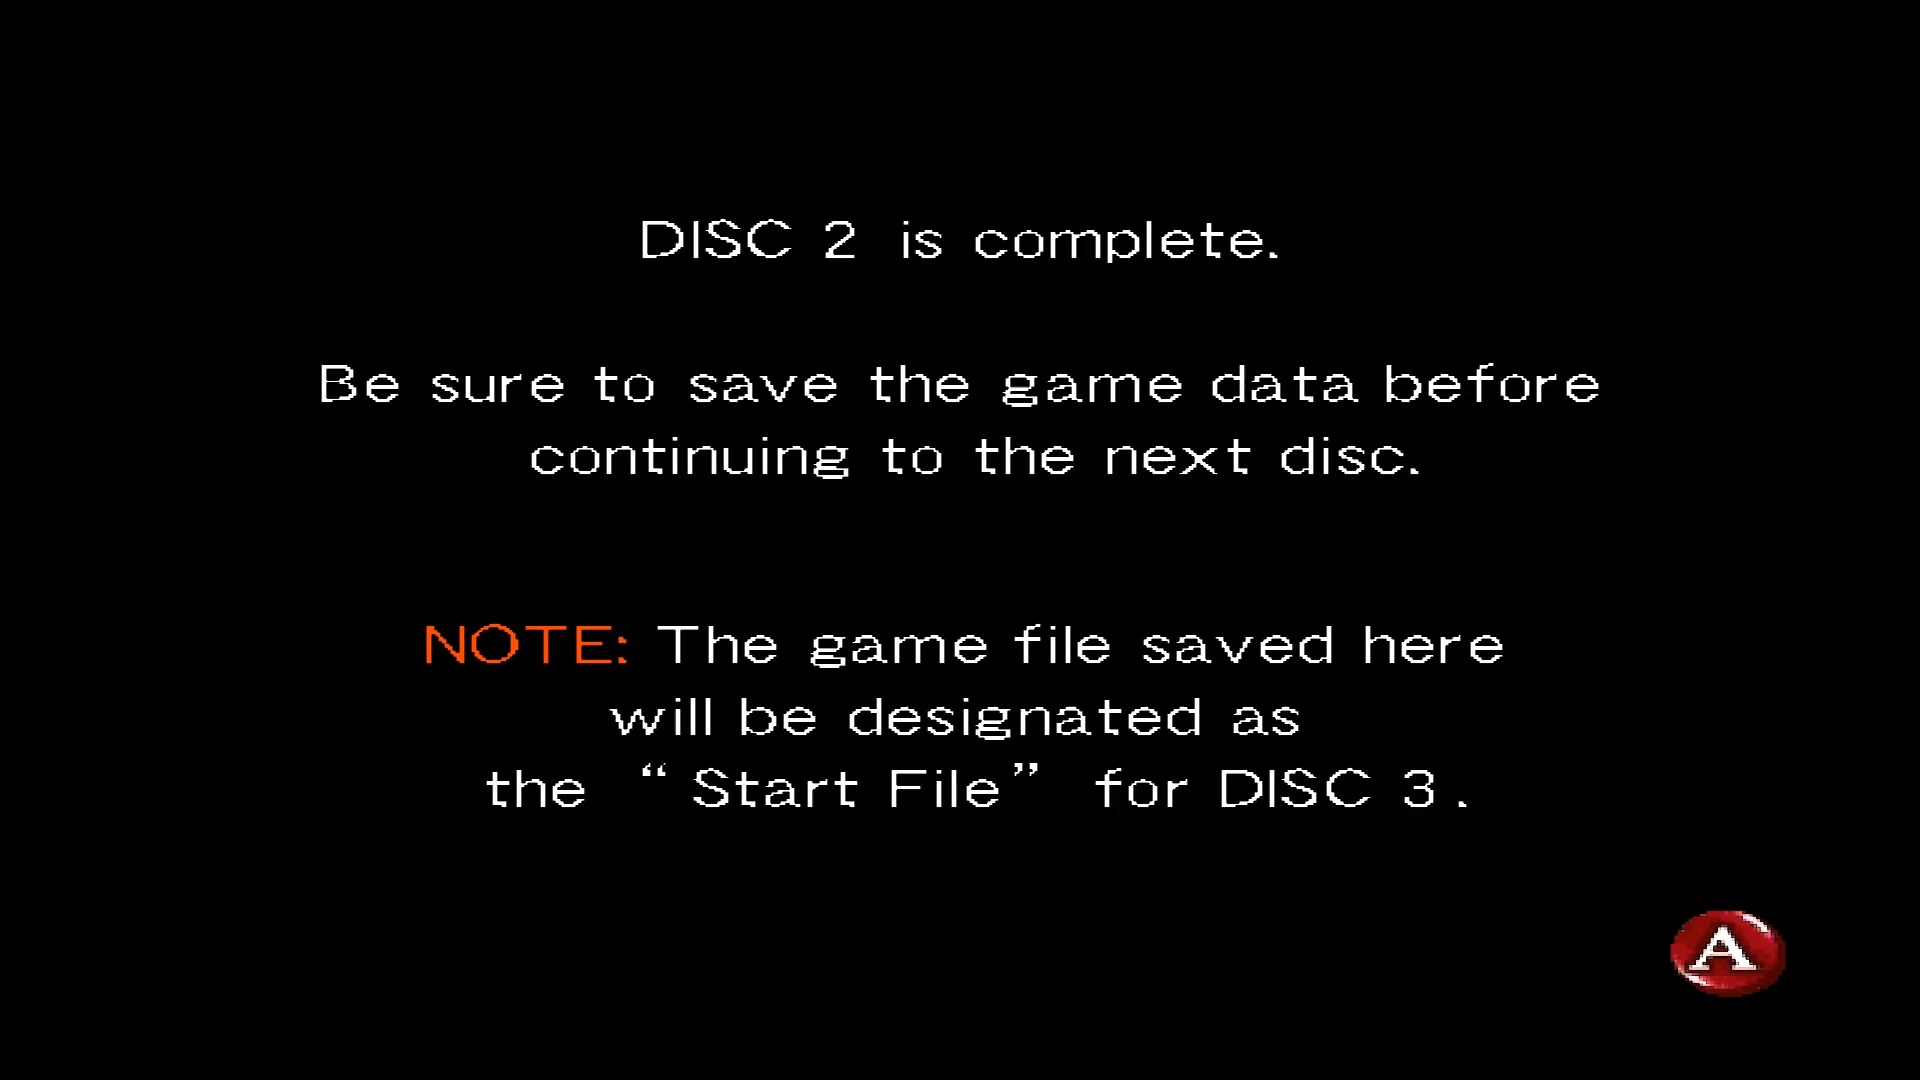 DISC 2 is complete.
Be sure to save the game data before
continuing to the next disc.
NOTE: The game file saved here
will be designated as
the “Start File” for DISC 3.
A